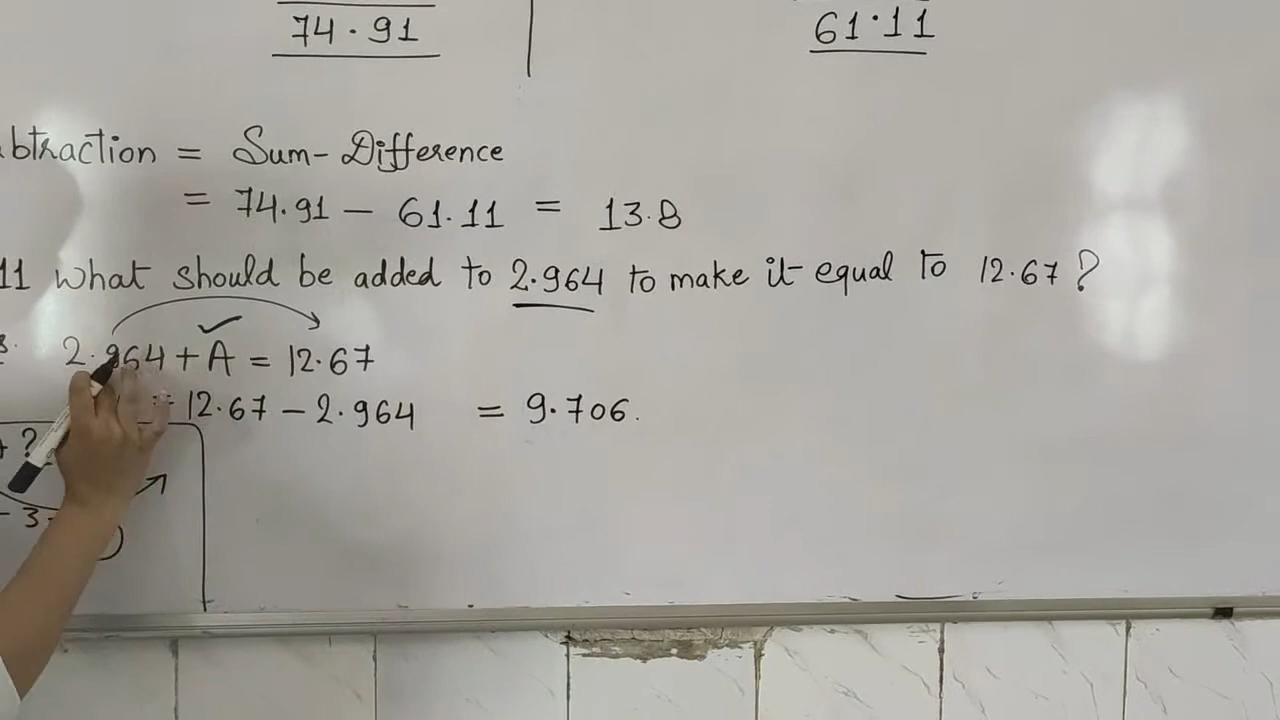 74.91
61.11
btraction = Sum-Difference
= 74.91 - 61.11 = 13.8
11 What should be added to 2.964 to make it equal to 12.67?
2.964 + A = 12.67
= 12.67 - 2.964 = 9.706.
?
- 3